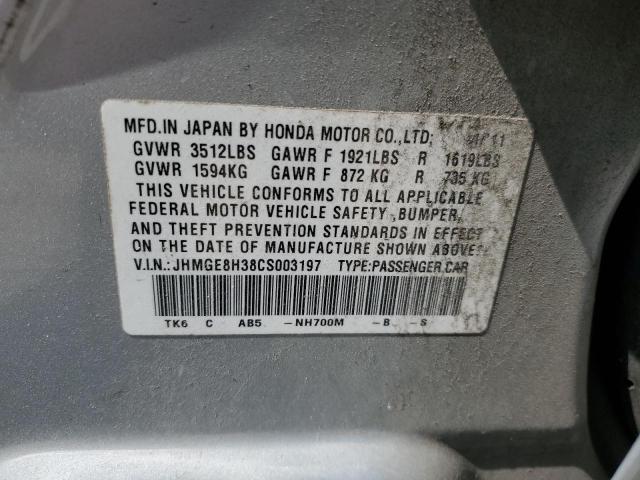 MFD.IN JAPAN BY HONDA MOTOR CO.,LTD; 11
GVWR 3512LBS GAWR F 1921LBS R 1619LBS
GVWR 1594KG GAWR F 872 KG R 735 KG
THIS VEHICLE CONFORMS TO ALL APPLICABLE
FEDERAL MOTOR VEHICLE SAFETY ,BUMPER,
AND THEFT PREVENTION STANDARDS IN EFFECT
ON THE DATE OF MANUFACTURE SHOWN ABOVE.
V.I.N.: JHMGE8H38CS003197 TYPE:PASSENGER CAR
TK6 C AB5 -NH700M -B -S